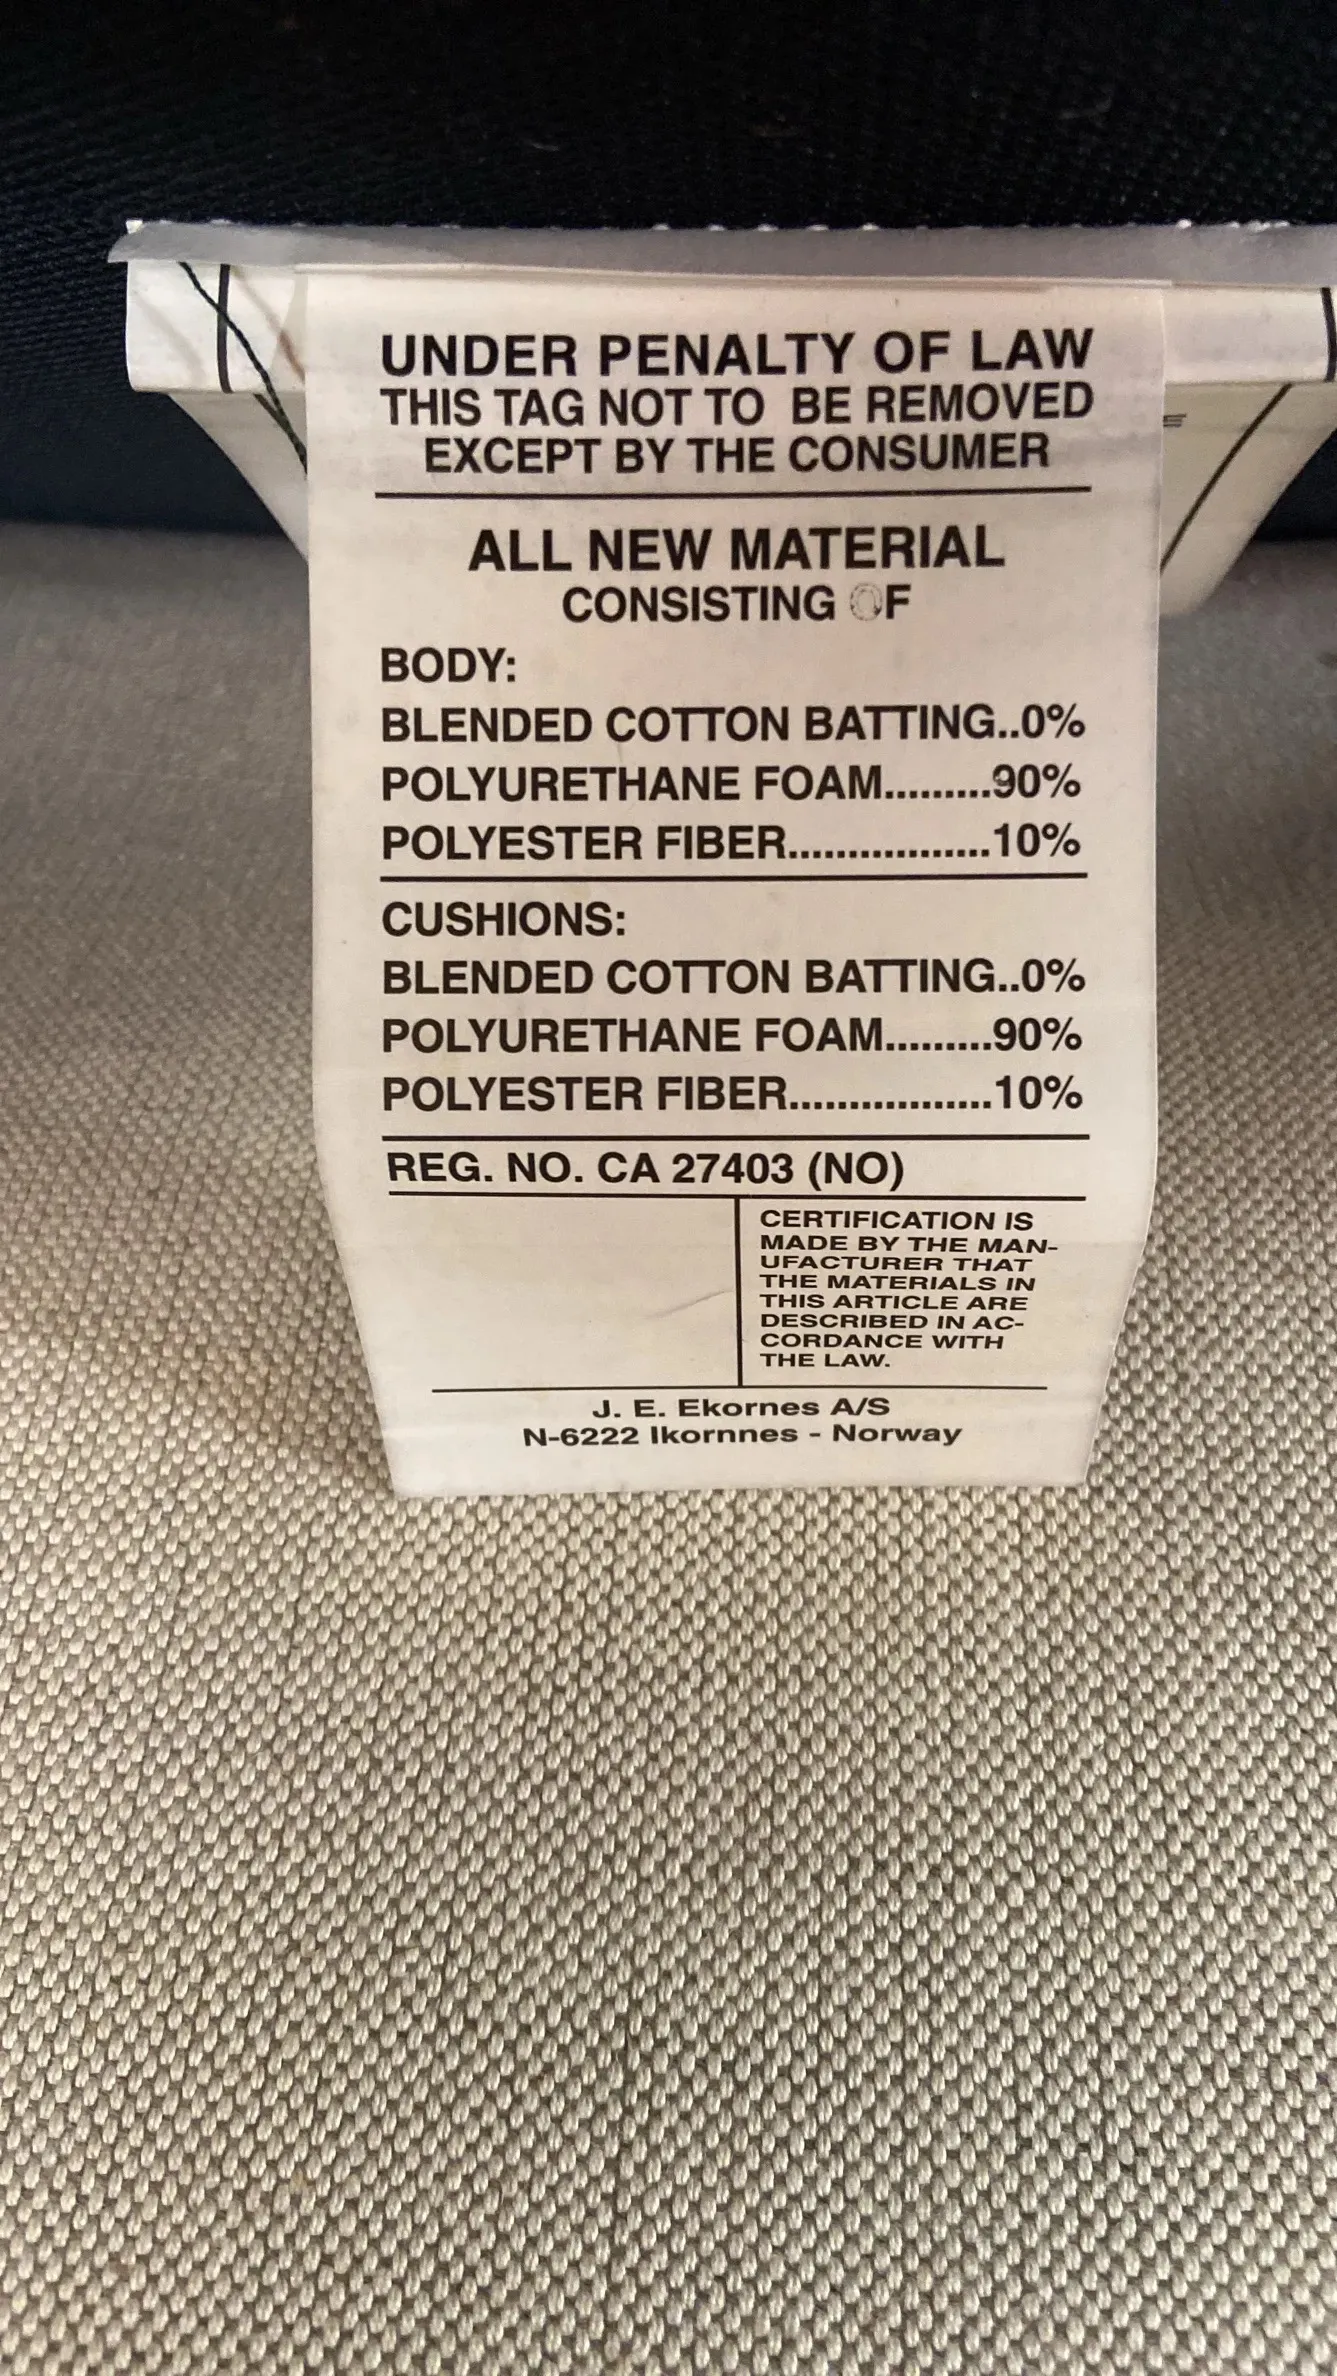 UNDER PENALTY OF LAW
THIS TAG NOT TO BE REMOVED
EXCEPT BY THE CONSUMER
ALL NEW MATERIAL
CONSISTING OF
BODY:
BLENDED COTTON BATTING..0%
POLYURETHANE FOAM.........90%
POLYESTER FIBER.................10%
CUSHIONS:
BLENDED COTTON BATTING..0%
POLYURETHANE FOAM.........90%
POLYESTER FIBER.................10%
REG. NO. CA 27403 (NO)
CERTIFICATION IS
MADE BY THE MAN-
UFACTURER THAT
THE MATERIALS IN
THIS ARTICLE ARE
DESCRIBED IN AC-
CORDANCE WITH
THE LAW.
J. E. Ekornes A/S
N-6222 Ikornnes - Norway